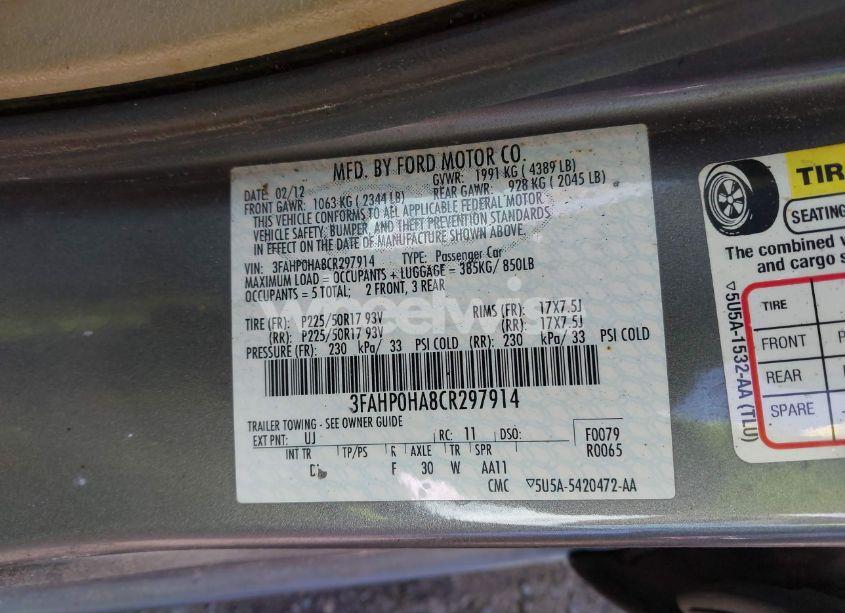 MFD. BY FORD MOTOR CO.
DATE: 02/12 GVWR: 1991 KG ( 4389 LB)
FRONT GAWR: 1063 KG ( 2344 LB) REAR GAWR: 928 KG ( 2045 LB)
THIS VEHICLE CONFORMS TO ALL APPLICABLE FEDERAL MOTOR
VEHICLE SAFETY, BUMPER, AND THEFT PREVENTION STANDARDS
IN EFFECT ON THE DATE OF MANUFACTURE SHOWN ABOVE.
VIN: 3FAHP0HA8CR297914 TYPE: Passenger Car
MAXIMUM LOAD = OCCUPANTS + LUGGAGE = 385KG/ 850LB
OCCUPANTS = 5 TOTAL: 2 FRONT, 3 REAR
TIRE (FR): P225/50R17 93V RIMS (FR): 17X7.5J
(RR): P225/50R17 93V (RR): 17X7.5J
PRESSURE (FR): 230 kPa/ 33 PSI COLD (RR): 230 kPa/ 33 PSI COLD
3FAHP0HA8CR297914
TRAILER TOWING - SEE OWNER GUIDE
EXT PNT: UJ RC: 11 DSO: F0079
INT TR TP/PS R AXLE TR SPR R0065
F 30 W AA11
CMC ▽5U5A-5420472-AA
▽5U5A-1532-AA (TLU)
TIR
SEATING
The combined
and cargo
TIRE
FRONT P
REAR
SPARE
wheelwise